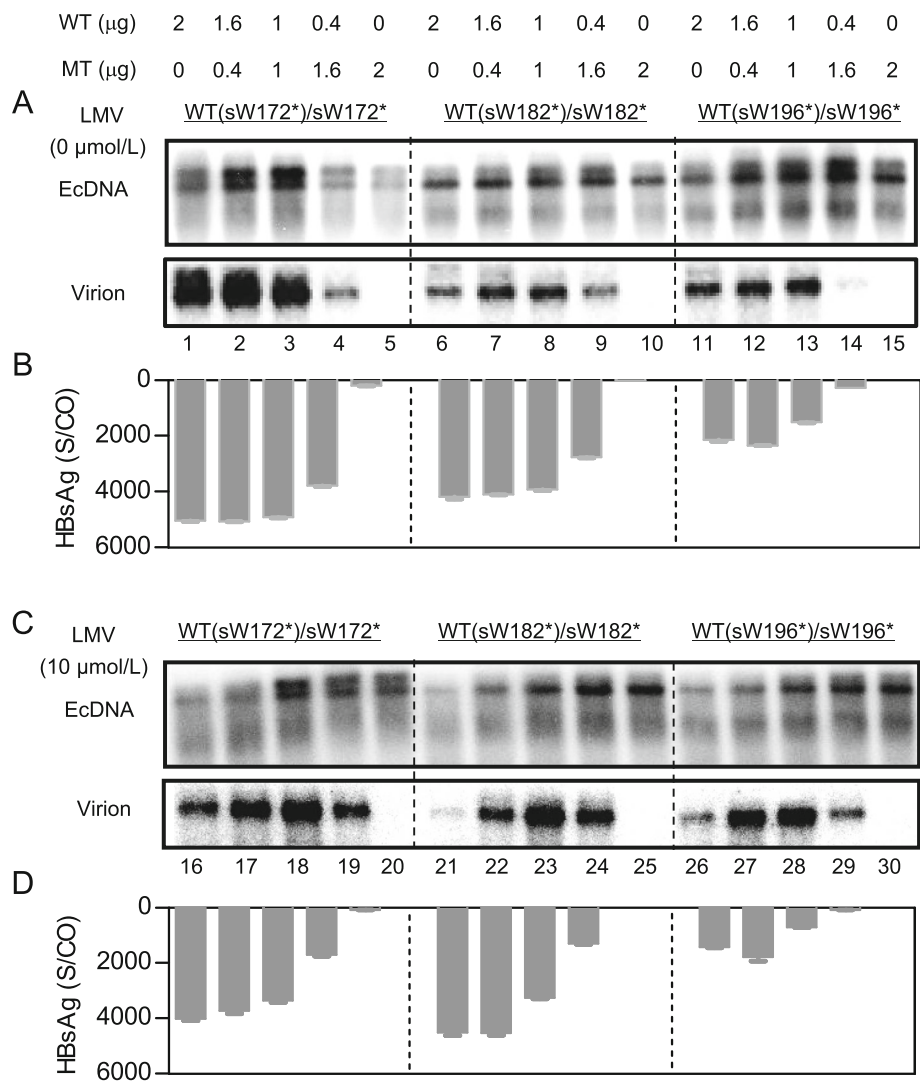 WT (μg) 2 1.6 1 0.4 0 2 1.6 1 0.4 0 2 1.6 1 0.4 0
MT (μg) 0 0.4 1 1.6 2 0 0.4 1 1.6 2 0 0.4 1 1.6 2
A
LMV WT(sW172*)/sW172* WT(sW182*)/sW182* WT(sW196*)/sW196*
(0 μmol/L)
EcDNA
Virion
1 2 3 4 5 6 7 8 9 10 11 12 13 14 15
B
HBsAg (S/CO)
0
2000
4000
6000
C
LMV WT(sW172*)/sW172* WT(sW182*)/sW182* WT(sW196*)/sW196*
(10 μmol/L)
EcDNA
Virion
16 17 18 19 20 21 22 23 24 25 26 27 28 29 30
D
HBsAg (S/CO)
0
2000
4000
6000